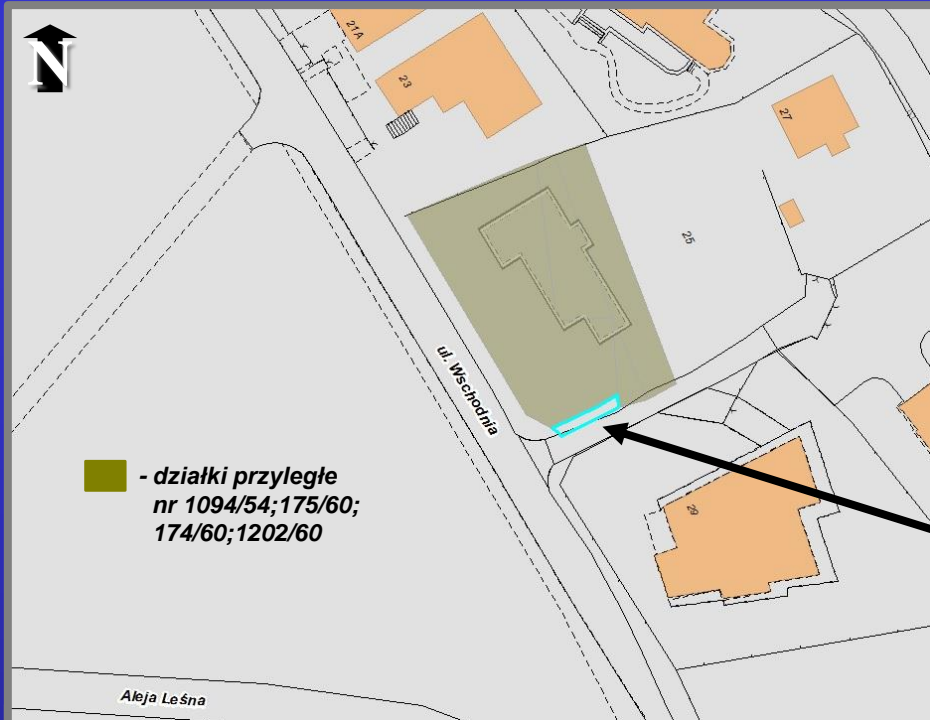 N
21A
23
27
25
ul. Wschodnia
- działki przyległe
nr 1094/54;175/60;
174/60;1202/60
29
Aleja Leśna